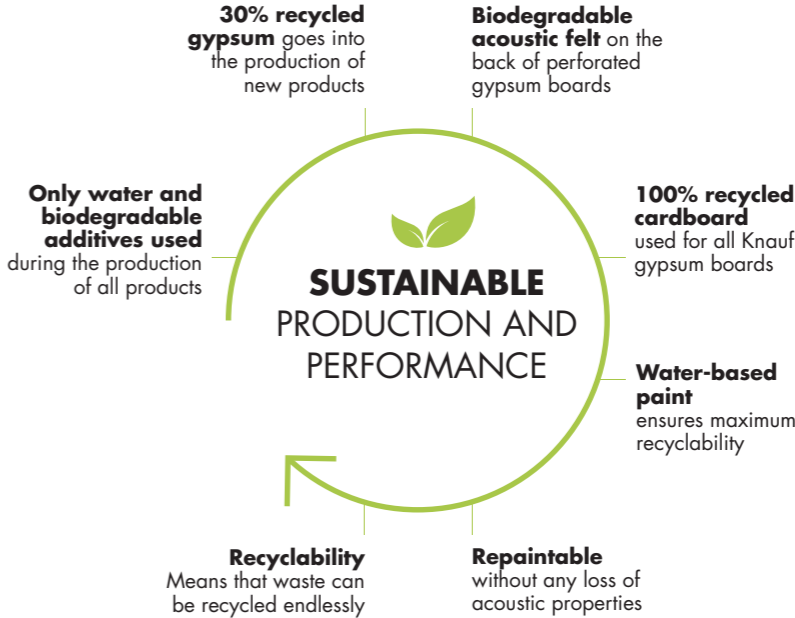 30% recycled
gypsum goes into
the production of
new products
Biodegradable
acoustic felt on the
back of perforated
gypsum boards
Only water and
biodegradable
additives used
during the production
of all products
100% recycled
cardboard
used for all Knauf
gypsum boards
SUSTAINABLE
PRODUCTION AND
PERFORMANCE
Water-based
paint
ensures maximum
recyclability
Recyclability
Means that waste can
be recycled endlessly
Repaintable
without any loss of
acoustic properties